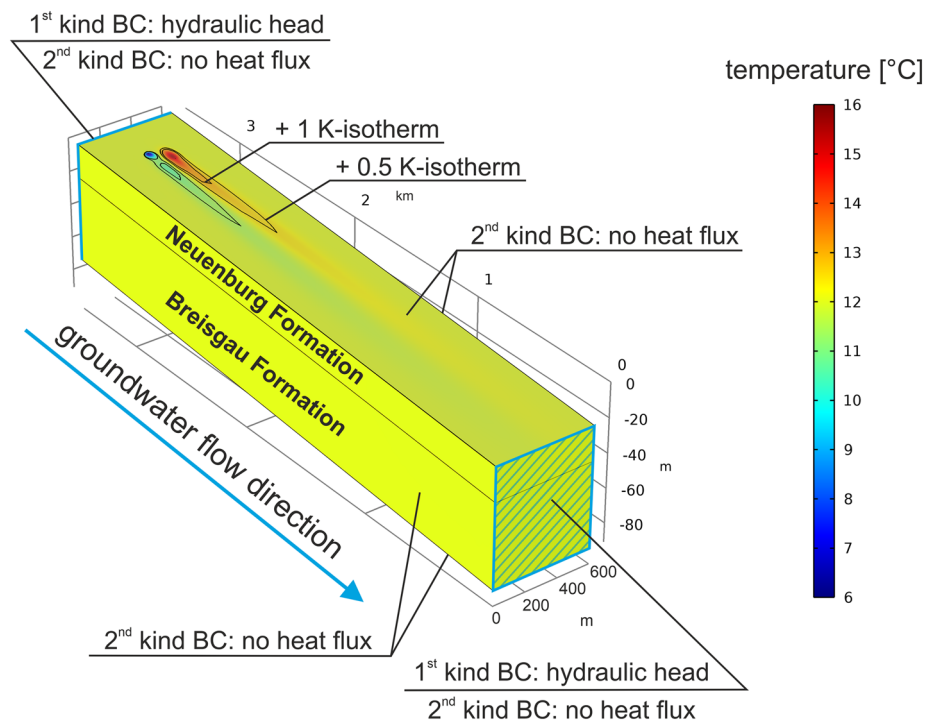 1st kind BC: hydraulic head
2nd kind BC: no heat flux
temperature [°C]
+ 1 K-isotherm
+ 0.5 K-isotherm
3
2
km
1
0
2nd kind BC: no heat flux
Neuenburg Formation
Breisgau Formation
groundwater flow direction
0
-20
-40
m
-60
-80
0
200
400
600
m
2nd kind BC: no heat flux
1st kind BC: hydraulic head
2nd kind BC: no heat flux
16
15
14
13
12
11
10
9
8
7
6